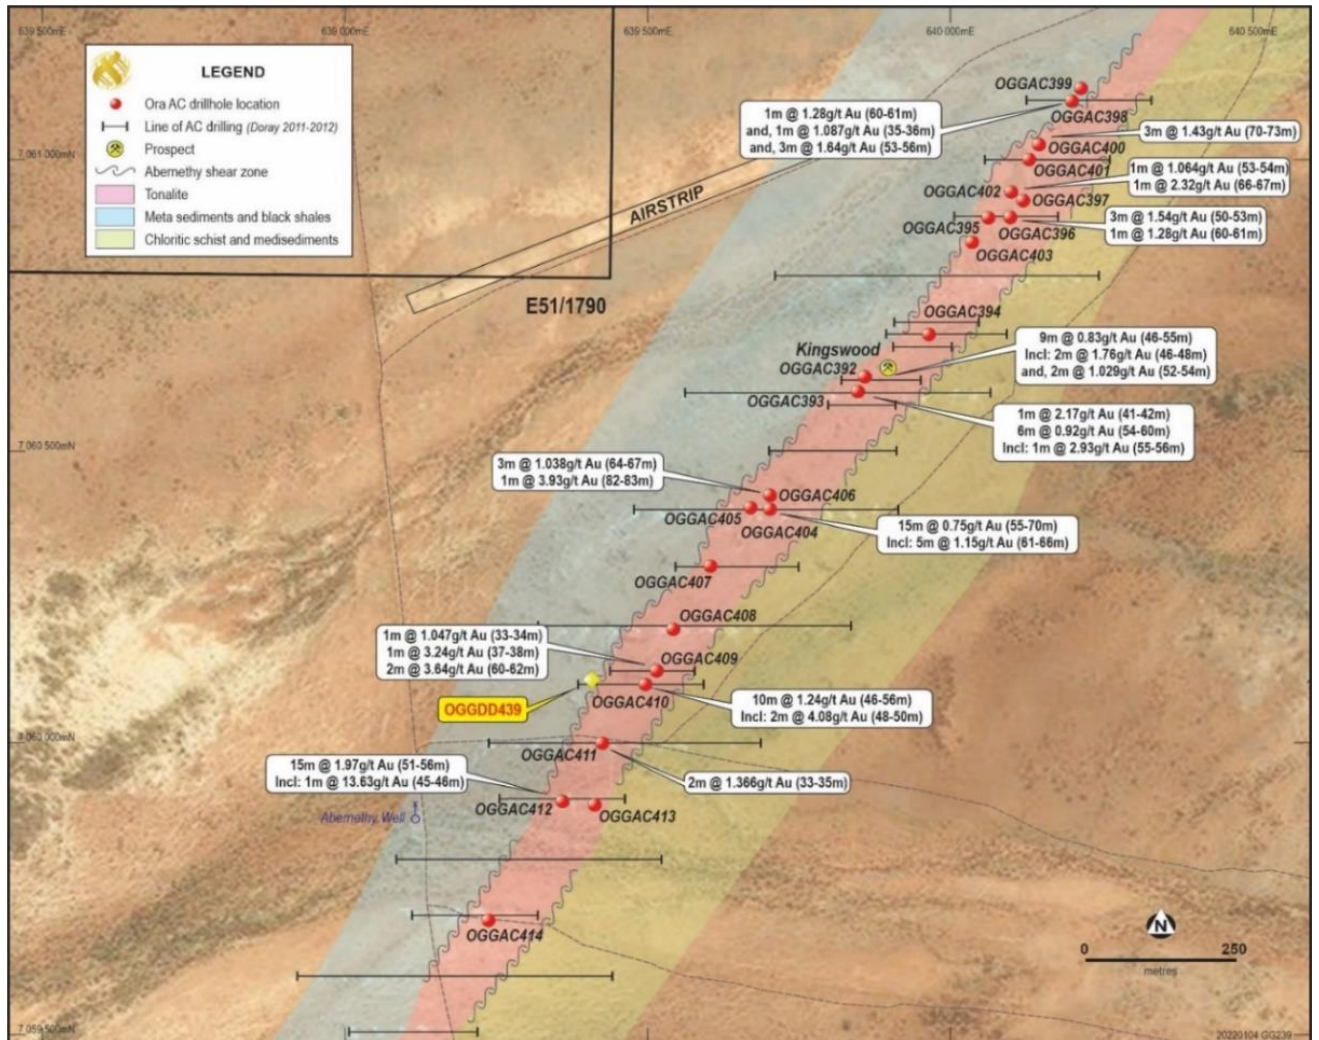 639 500mE
639 000mE
639 500mE
640 000mE
640 500mE
LEGEND
Ora AC drillhole location
Line of AC drilling (Doray 2011-2012)
Prospect
Abernethy shear zone
Tonalite
Meta sediments and black shales
Chloritic schist and medisediments
7 061 000mN
AIRSTRIP
E51/1790
1m @ 1.28g/t Au (60-61m)
and, 1m @ 1.087g/t Au (35-36m)
and, 3m @ 1.64g/t Au (53-56m)
OGGAC399
OGGAC398
3m @ 1.43g/t Au (70-73m)
OGGAC400
OGGAC401
1m @ 1.064g/t Au (53-54m)
1m @ 2.32g/t Au (66-67m)
OGGAC402
OGGAC397
3m @ 1.54g/t Au (50-53m)
1m @ 1.28g/t Au (60-61m)
OGGAC395
OGGAC396
OGGAC403
OGGAC394
Kingswood
OGGAC392
9m @ 0.83g/t Au (46-55m)
Incl: 2m @ 1.76g/t Au (46-48m)
and, 2m @ 1.029g/t Au (52-54m)
OGGAC393
1m @ 2.17g/t Au (41-42m)
6m @ 0.92g/t Au (54-60m)
Incl: 1m @ 2.93g/t Au (55-56m)
7 060 500mN
3m @ 1.038g/t Au (64-67m)
1m @ 3.93g/t Au (82-83m)
OGGAC406
OGGAC405
OGGAC404
15m @ 0.75g/t Au (55-70m)
Incl: 5m @ 1.15g/t Au (61-66m)
OGGAC407
OGGAC408
1m @ 1.047g/t Au (33-34m)
1m @ 3.24g/t Au (37-38m)
2m @ 3.64g/t Au (60-62m)
OGGAC409
OGGDD439
OGGAC410
10m @ 1.24g/t Au (46-56m)
Incl: 2m @ 4.08g/t Au (48-50m)
7 060 000mN
OGGAC411
15m @ 1.97g/t Au (51-56m)
Incl: 1m @ 13.63g/t Au (45-46m)
2m @ 1.366g/t Au (33-35m)
OGGAC412
OGGAC413
Abernethy Well
OGGAC414
N
0
250
metres
7 059 500mN
20220104 GG239